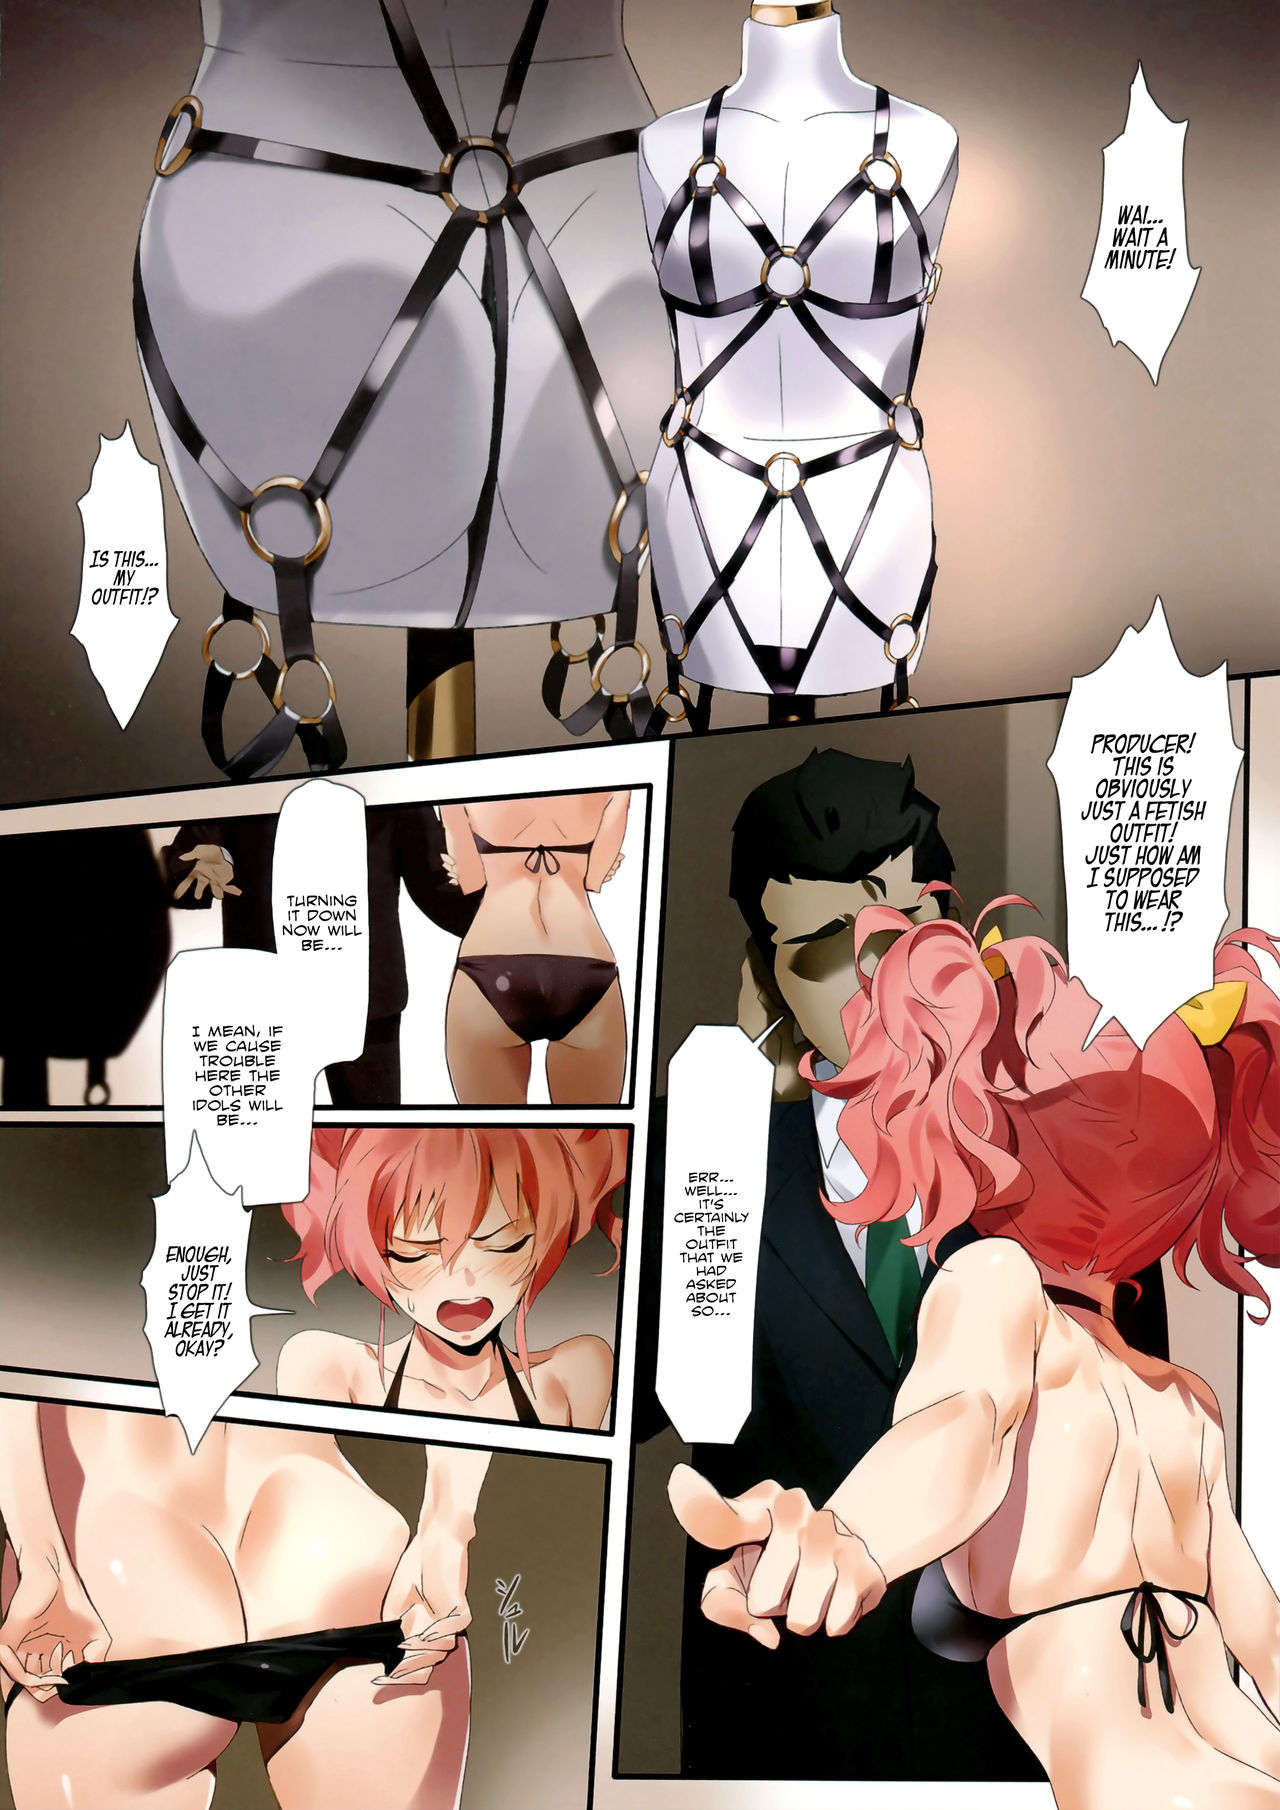 WAI...
WAIT A
MINUTE!
IS THIS...
MY
OUTFIT!?
PRODUCER!
THIS IS
OBVIOUSLY
JUST A FETISH
OUTFIT!
JUST HOW AM
I SUPPOSED
TO WEAR
THIS...!?
ERR...
WELL...
IT'S
CERTAINLY
THE
OUTFIT
THAT WE
HAD
ASKED
ABOUT
SO...
TURNING
IT DOWN
NOW WILL
BE...
I MEAN, IF
WE CAUSE
TROUBLE
HERE THE
OTHER
IDOLS WILL
BE...
ENOUGH,
JUST
STOP IT!
I GET IT
ALREADY,
OKAY?
シュル